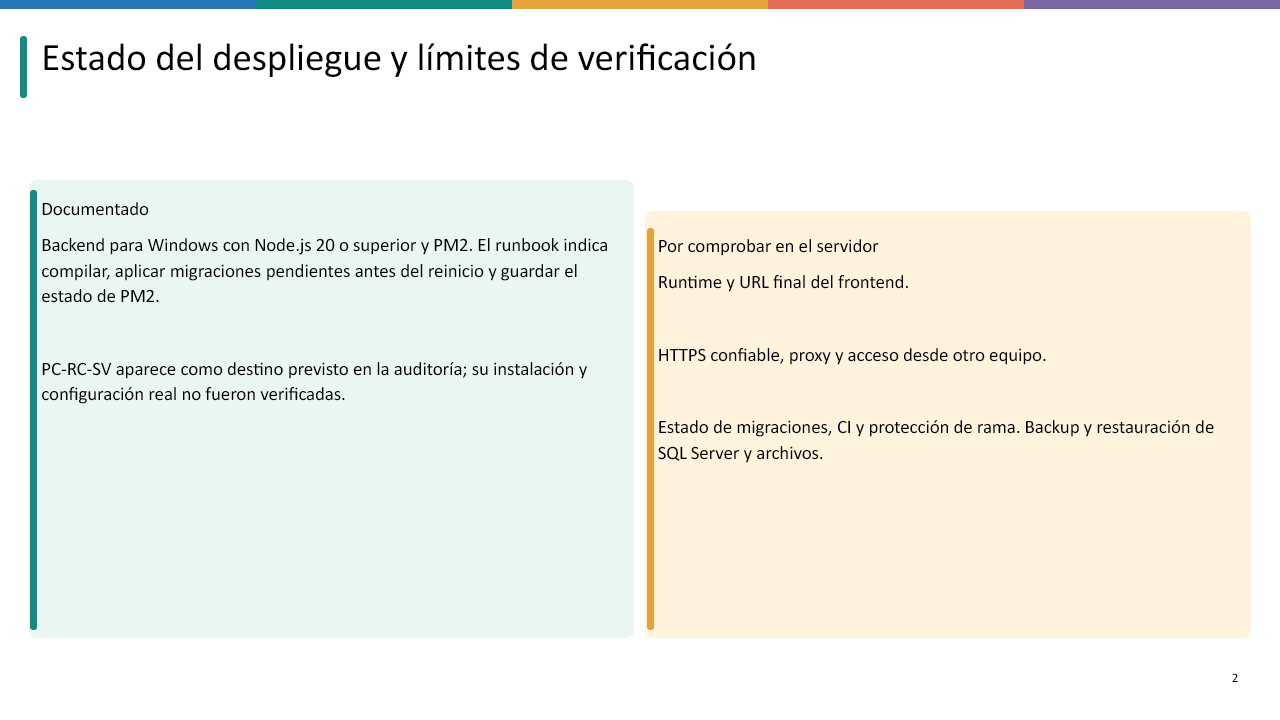 Estado del despliegue y límites de verificación
Documentado
Backend para Windows con Node.js 20 o superior y PM2. El runbook indica
compilar, aplicar migraciones pendientes antes del reinicio y guardar el
estado de PM2.
PC-RC-SV aparece como destino previsto en la auditoría; su instalación y
configuración real no fueron verificadas.
Por comprobar en el servidor
Runtime y URL final del frontend.
HTTPS confiable, proxy y acceso desde otro equipo.
Estado de migraciones, CI y protección de rama. Backup y restauración de
SQL Server y archivos.
2